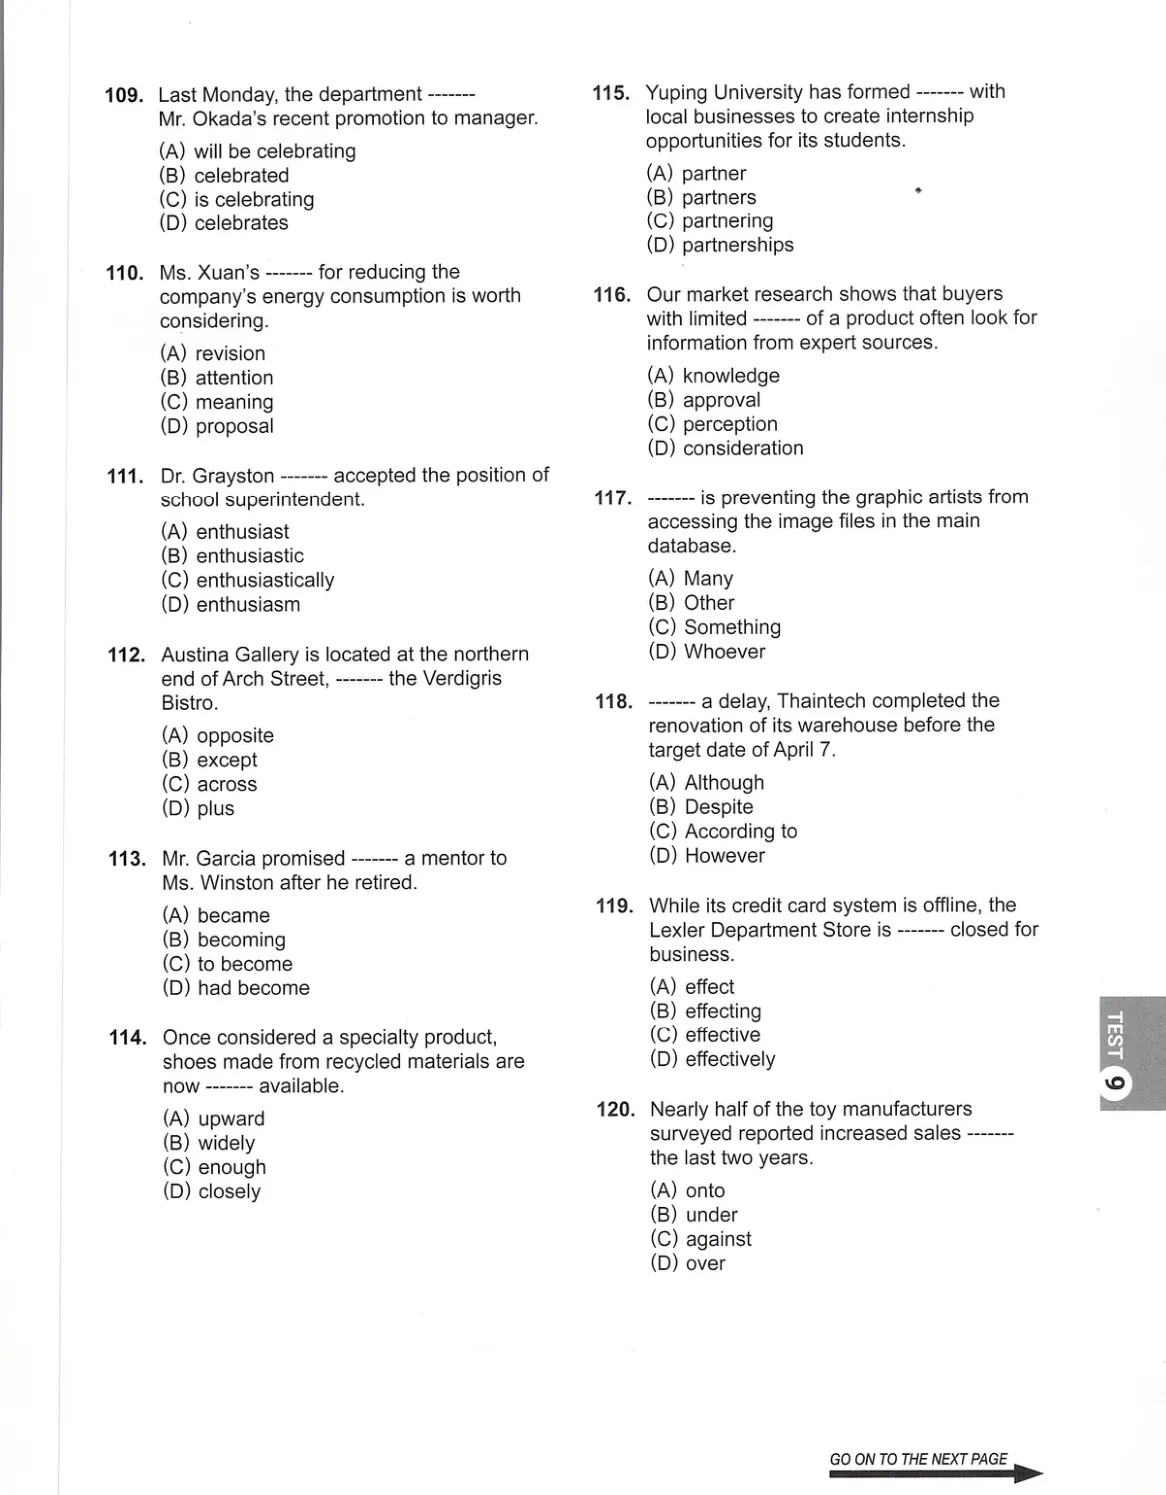 109. Last Monday, the department -------
Mr. Okada's recent promotion to manager.
(A) will be celebrating
(B) celebrated
(C) is celebrating
(D) celebrates
110. Ms. Xuan's ------- for reducing the
company's energy consumption is worth
considering.
(A) revision
(B) attention
(C) meaning
(D) proposal
111. Dr. Grayston ------- accepted the position of
school superintendent.
(A) enthusiast
(B) enthusiastic
(C) enthusiastically
(D) enthusiasm
112. Austina Gallery is located at the northern
end of Arch Street, ------- the Verdigris
Bistro.
(A) opposite
(B) except
(C) across
(D) plus
113. Mr. Garcia promised ------- a mentor to
Ms. Winston after he retired.
(A) became
(B) becoming
(C) to become
(D) had become
114. Once considered a specialty product,
shoes made from recycled materials are
now ------- available.
(A) upward
(B) widely
(C) enough
(D) closely
115. Yuping University has formed ------- with
local businesses to create internship
opportunities for its students.
(A) partner
(B) partners
(C) partnering
(D) partnerships
116. Our market research shows that buyers
with limited ------- of a product often look for
information from expert sources.
(A) knowledge
(B) approval
(C) perception
(D) consideration
117. ------- is preventing the graphic artists from
accessing the image files in the main
database.
(A) Many
(B) Other
(C) Something
(D) Whoever
118. ------- a delay, Thaintech completed the
renovation of its warehouse before the
target date of April 7.
(A) Although
(B) Despite
(C) According to
(D) However
119. While its credit card system is offline, the
Lexler Department Store is ------- closed for
business.
(A) effect
(B) effecting
(C) effective
(D) effectively
120. Nearly half of the toy manufacturers
surveyed reported increased sales -------
the last two years.
(A) onto
(B) under
(C) against
(D) over
TEST 9
GO ON TO THE NEXT PAGE